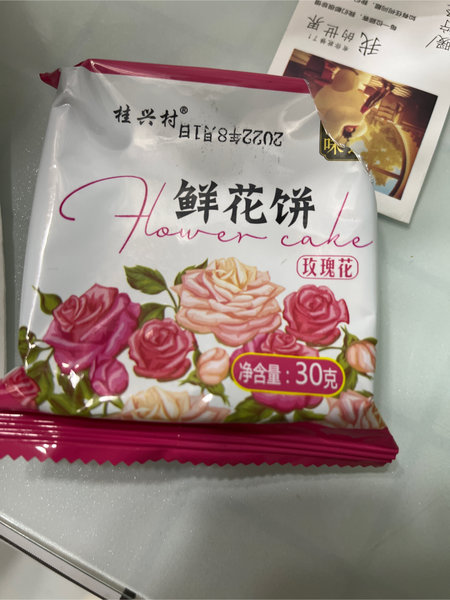 桂兴村®
2022年8月1日
鲜花饼
Flower cake
玫瑰花
净含量：30克
味
我
的世界